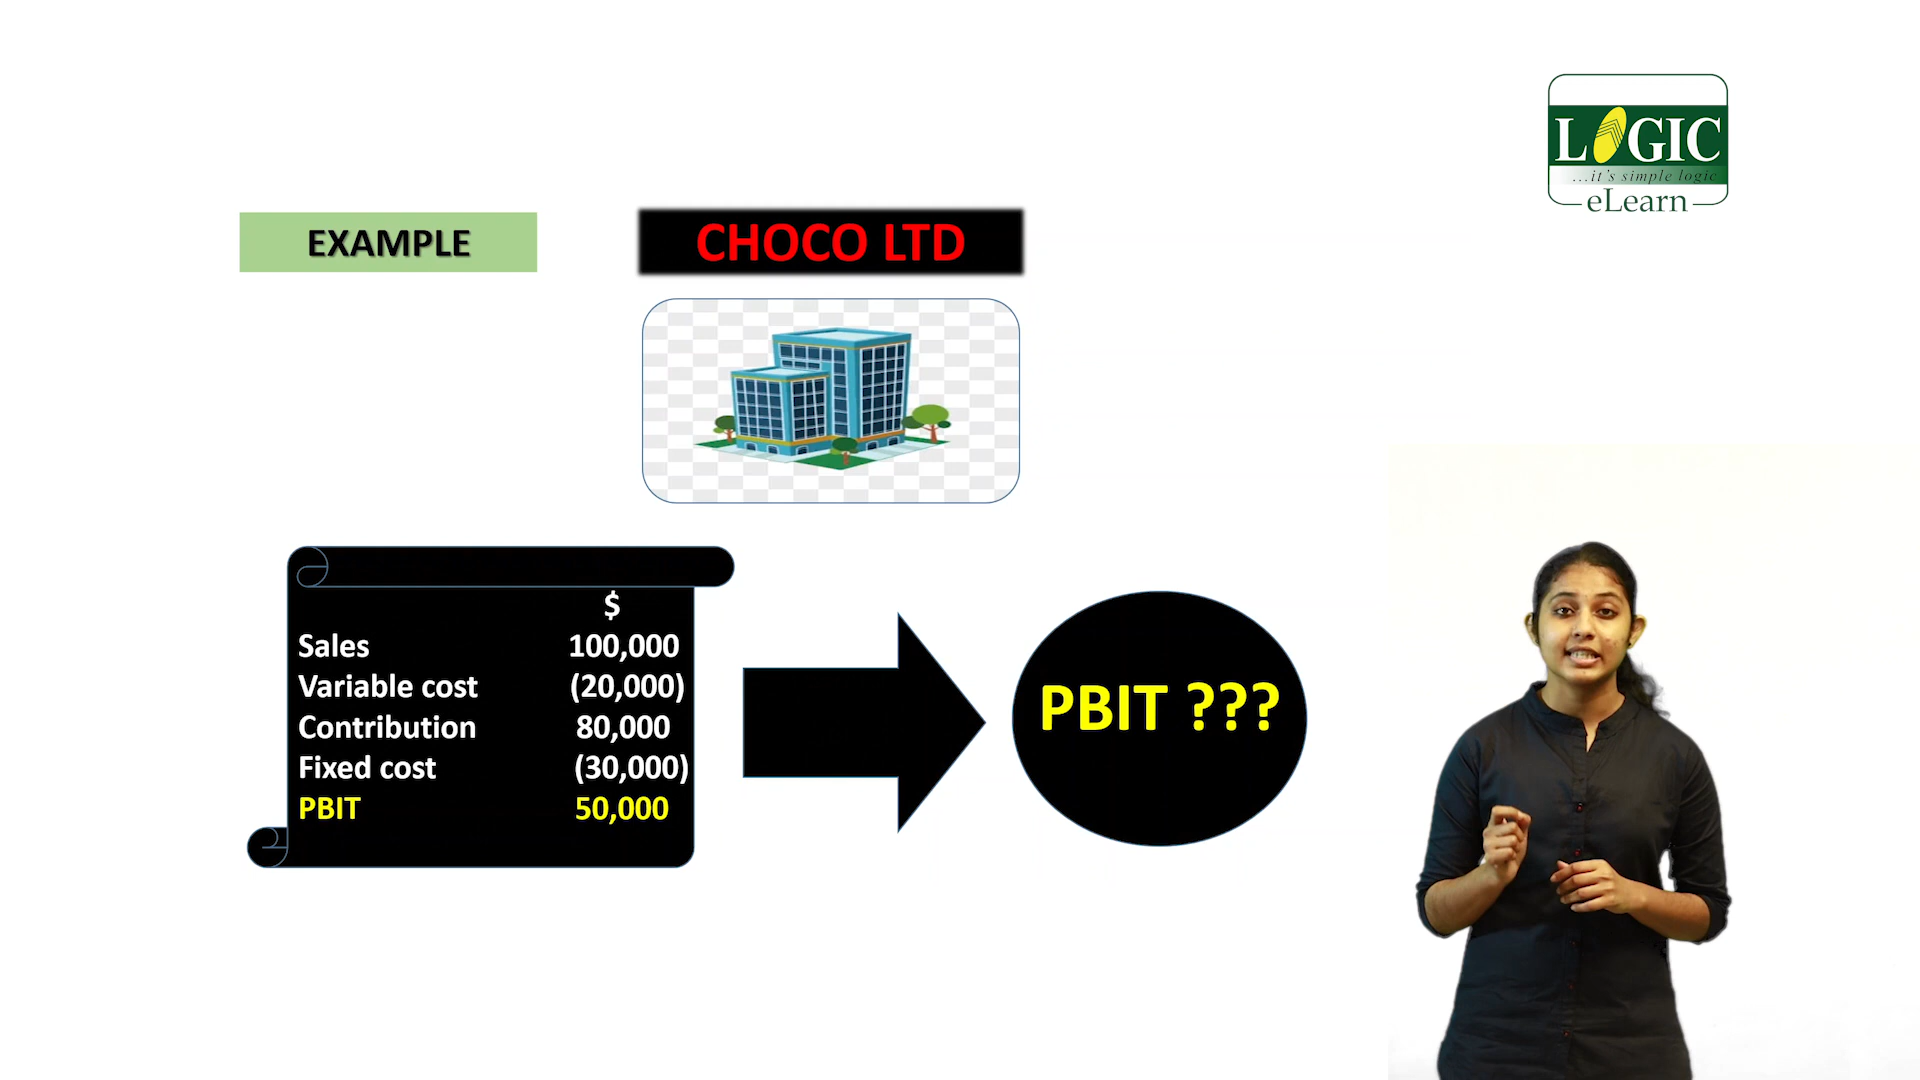 LOGIC
...it's simple logic
eLearn
EXAMPLE
CHOCO LTD
$
Sales 100,000
Variable cost (20,000)
Contribution 80,000
Fixed cost (30,000)
PBIT 50,000
PBIT ???